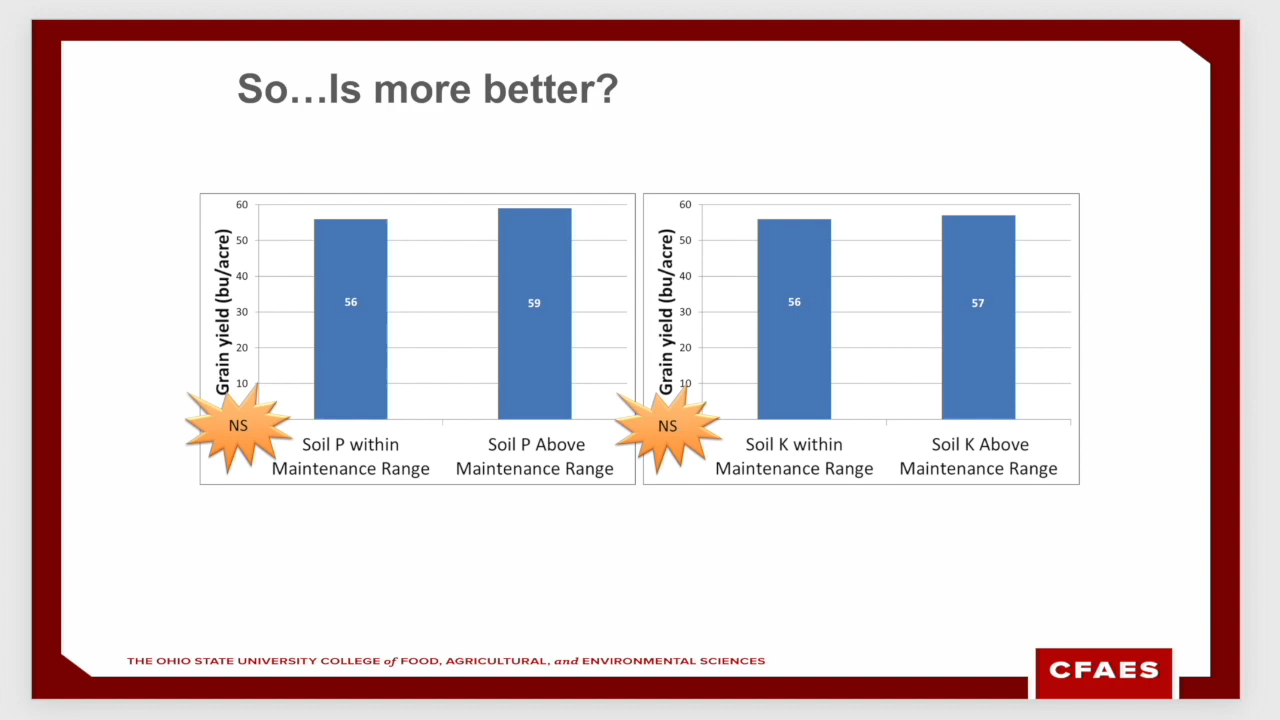 So…Is more better?
Grain yield (bu/acre)
60
50
40
30
20
10
56
59
NS
Soil P within
Maintenance Range
Soil P Above
Maintenance Range
Grain yield (bu/acre)
60
50
40
30
20
10
56
57
NS
Soil K within
Maintenance Range
Soil K Above
Maintenance Range
THE OHIO STATE UNIVERSITY COLLEGE of FOOD, AGRICULTURAL, and ENVIRONMENTAL SCIENCES
CFAES